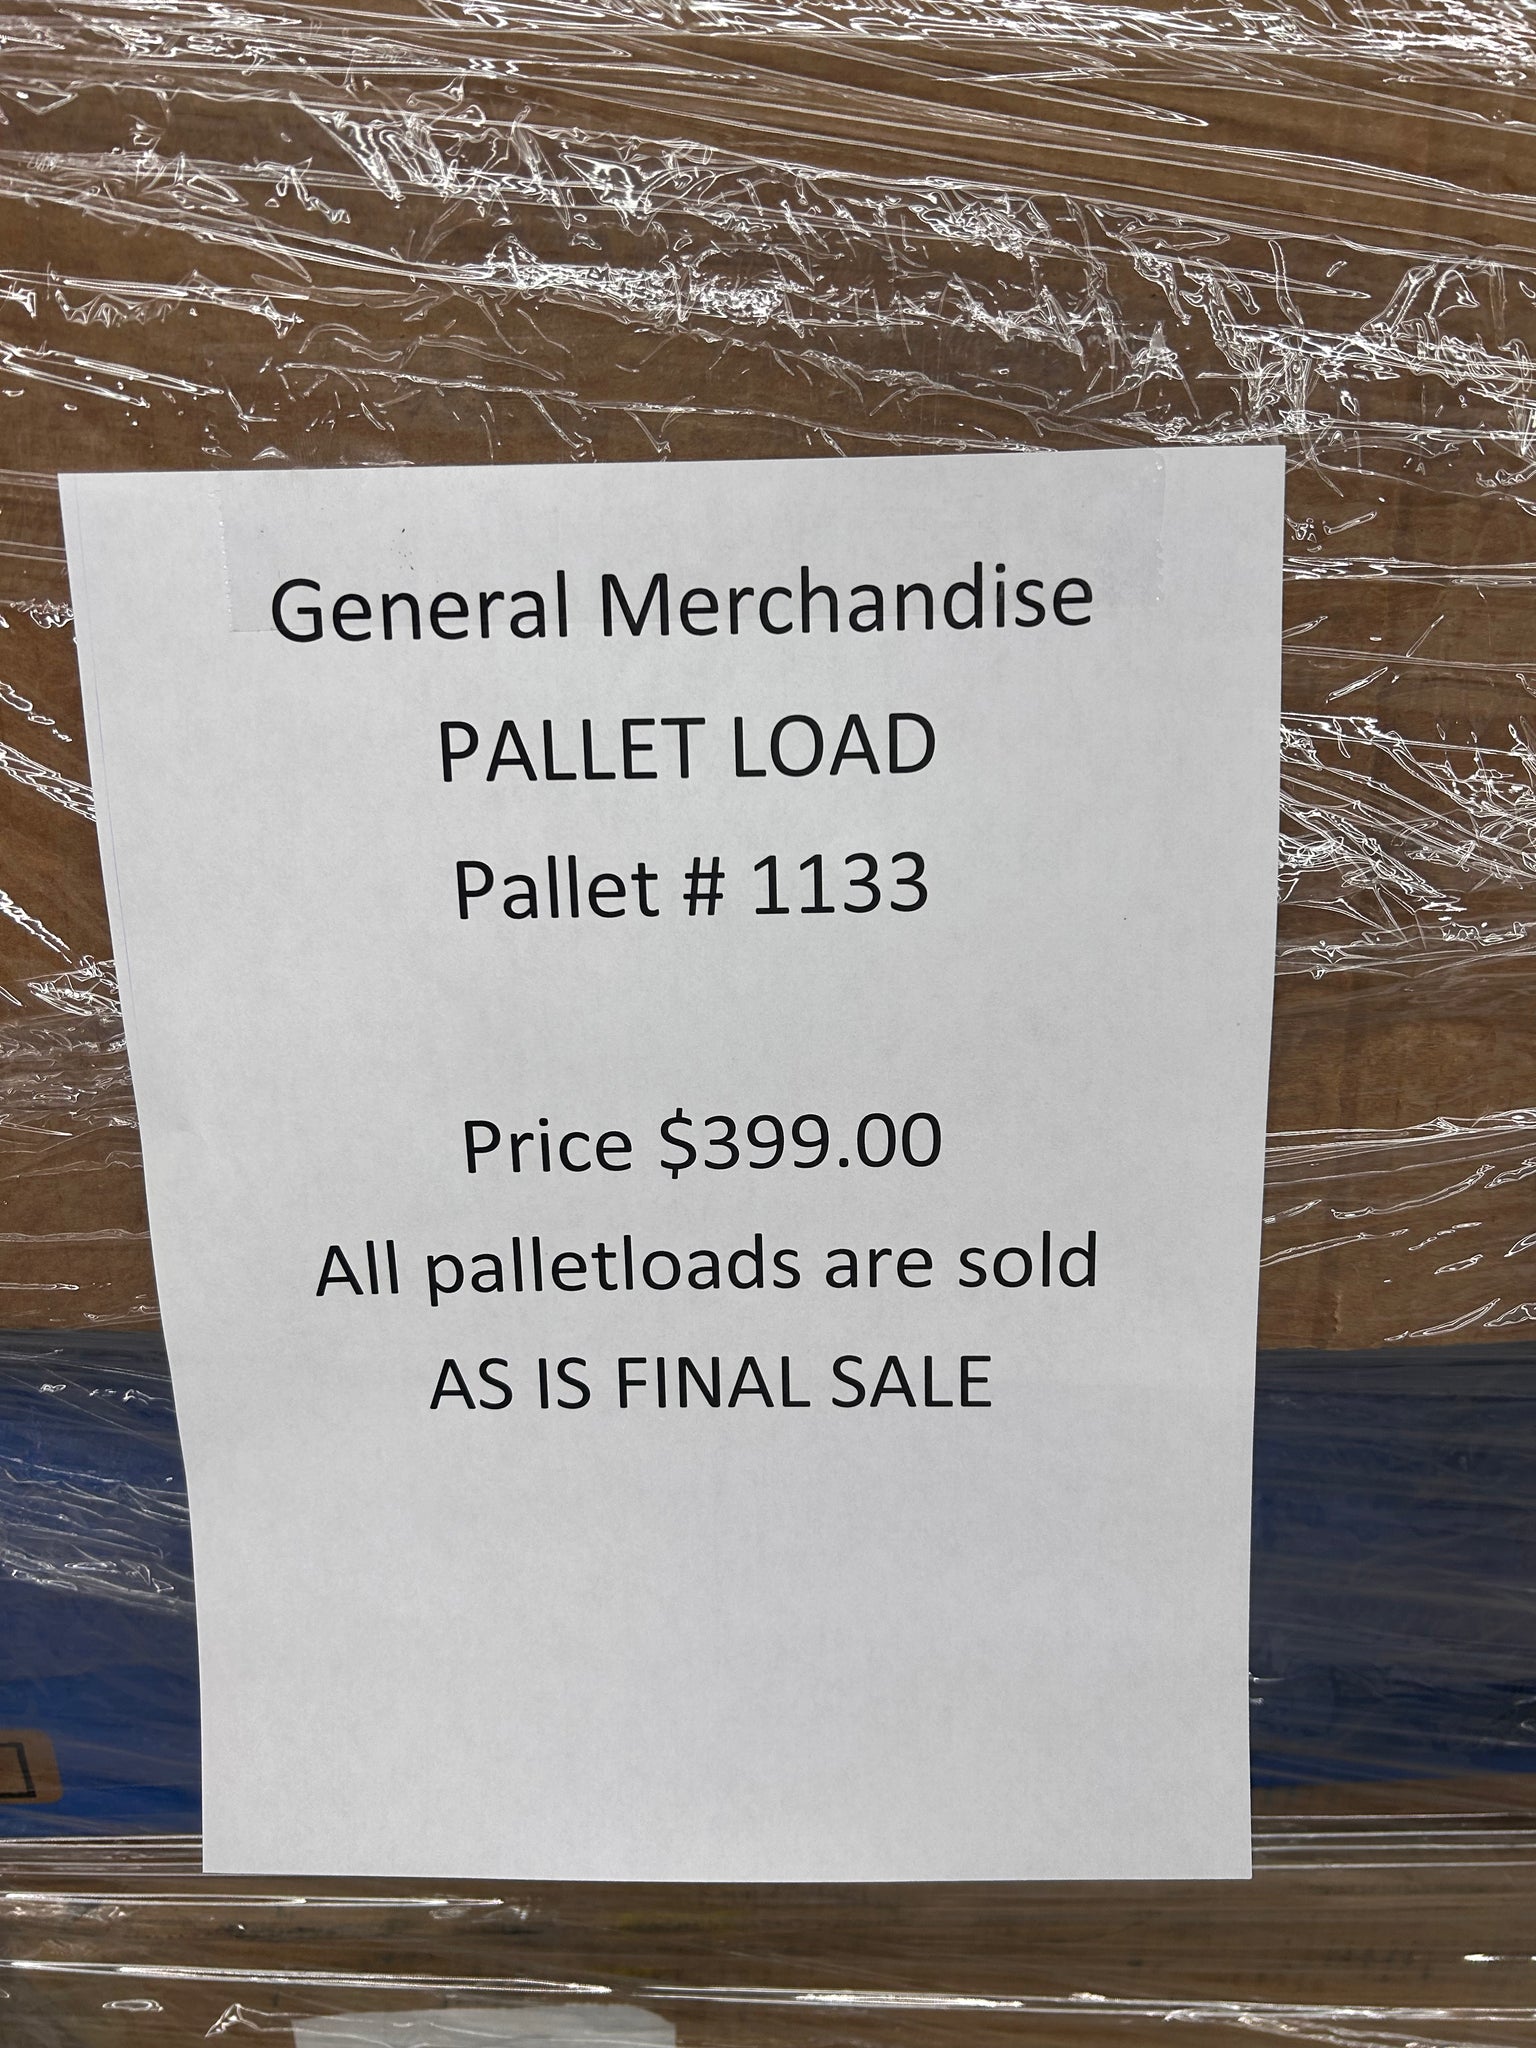 General Merchandise
PALLET LOAD
Pallet # 1133
Price $399.00
All palletloads are sold
AS IS FINAL SALE